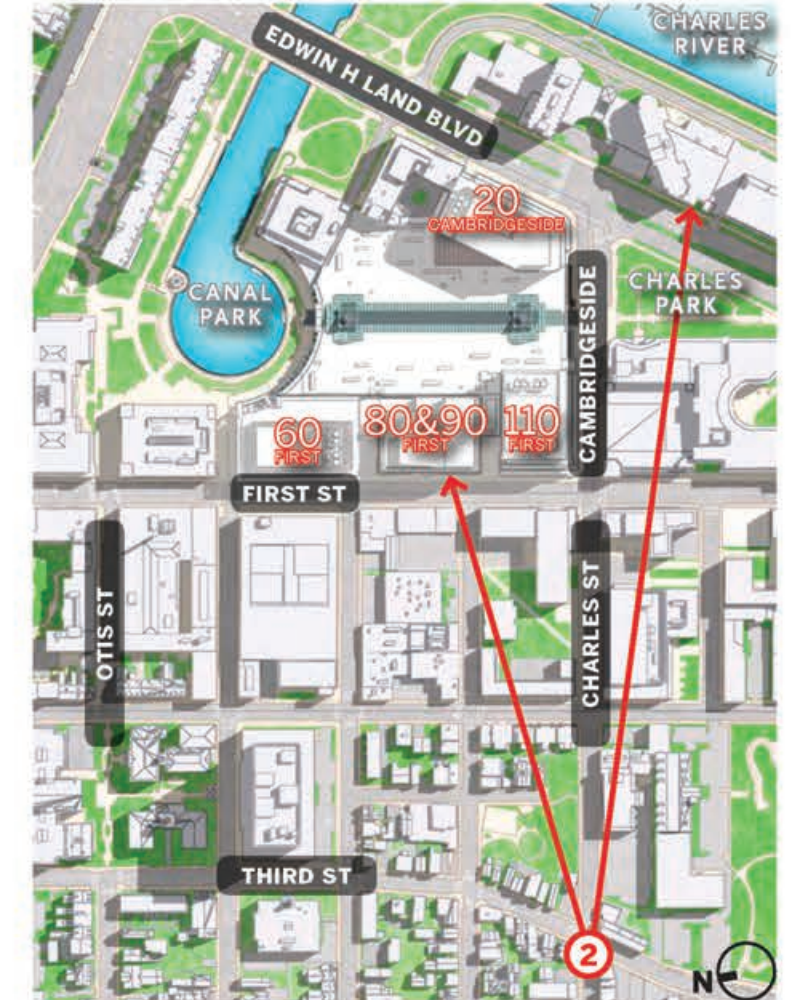 CHARLES
RIVER
EDWIN H LAND BLVD
20
CAMBRIDGESIDE
CANAL
PARK
CHARLES
PARK
CAMBRIDGESIDE
60
FIRST
80&90
FIRST
110
FIRST
FIRST ST
OTIS ST
CHARLES ST
THIRD ST
2
N